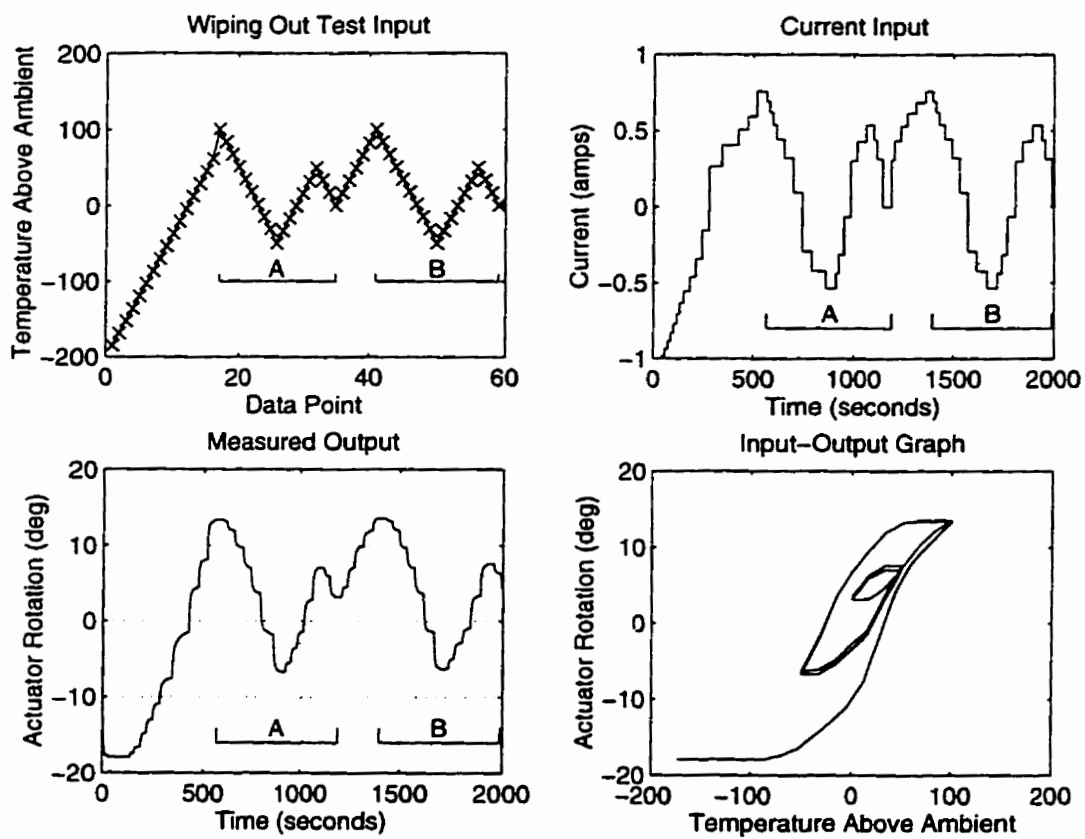 Wiping Out Test Input
Temperature Above Ambient
200
100
0
-100
-200
A
B
0
20
40
60
Data Point
Current Input
Current (amps)
1
0.5
0
-0.5
-1
A
B
0
500
1000
1500
2000
Time (seconds)
Measured Output
Actuator Rotation (deg)
20
10
0
-10
-20
A
B
0
500
1000
1500
2000
Time (seconds)
Input-Output Graph
Actuator Rotation (deg)
20
10
0
-10
-20
-200
-100
0
100
200
Temperature Above Ambient